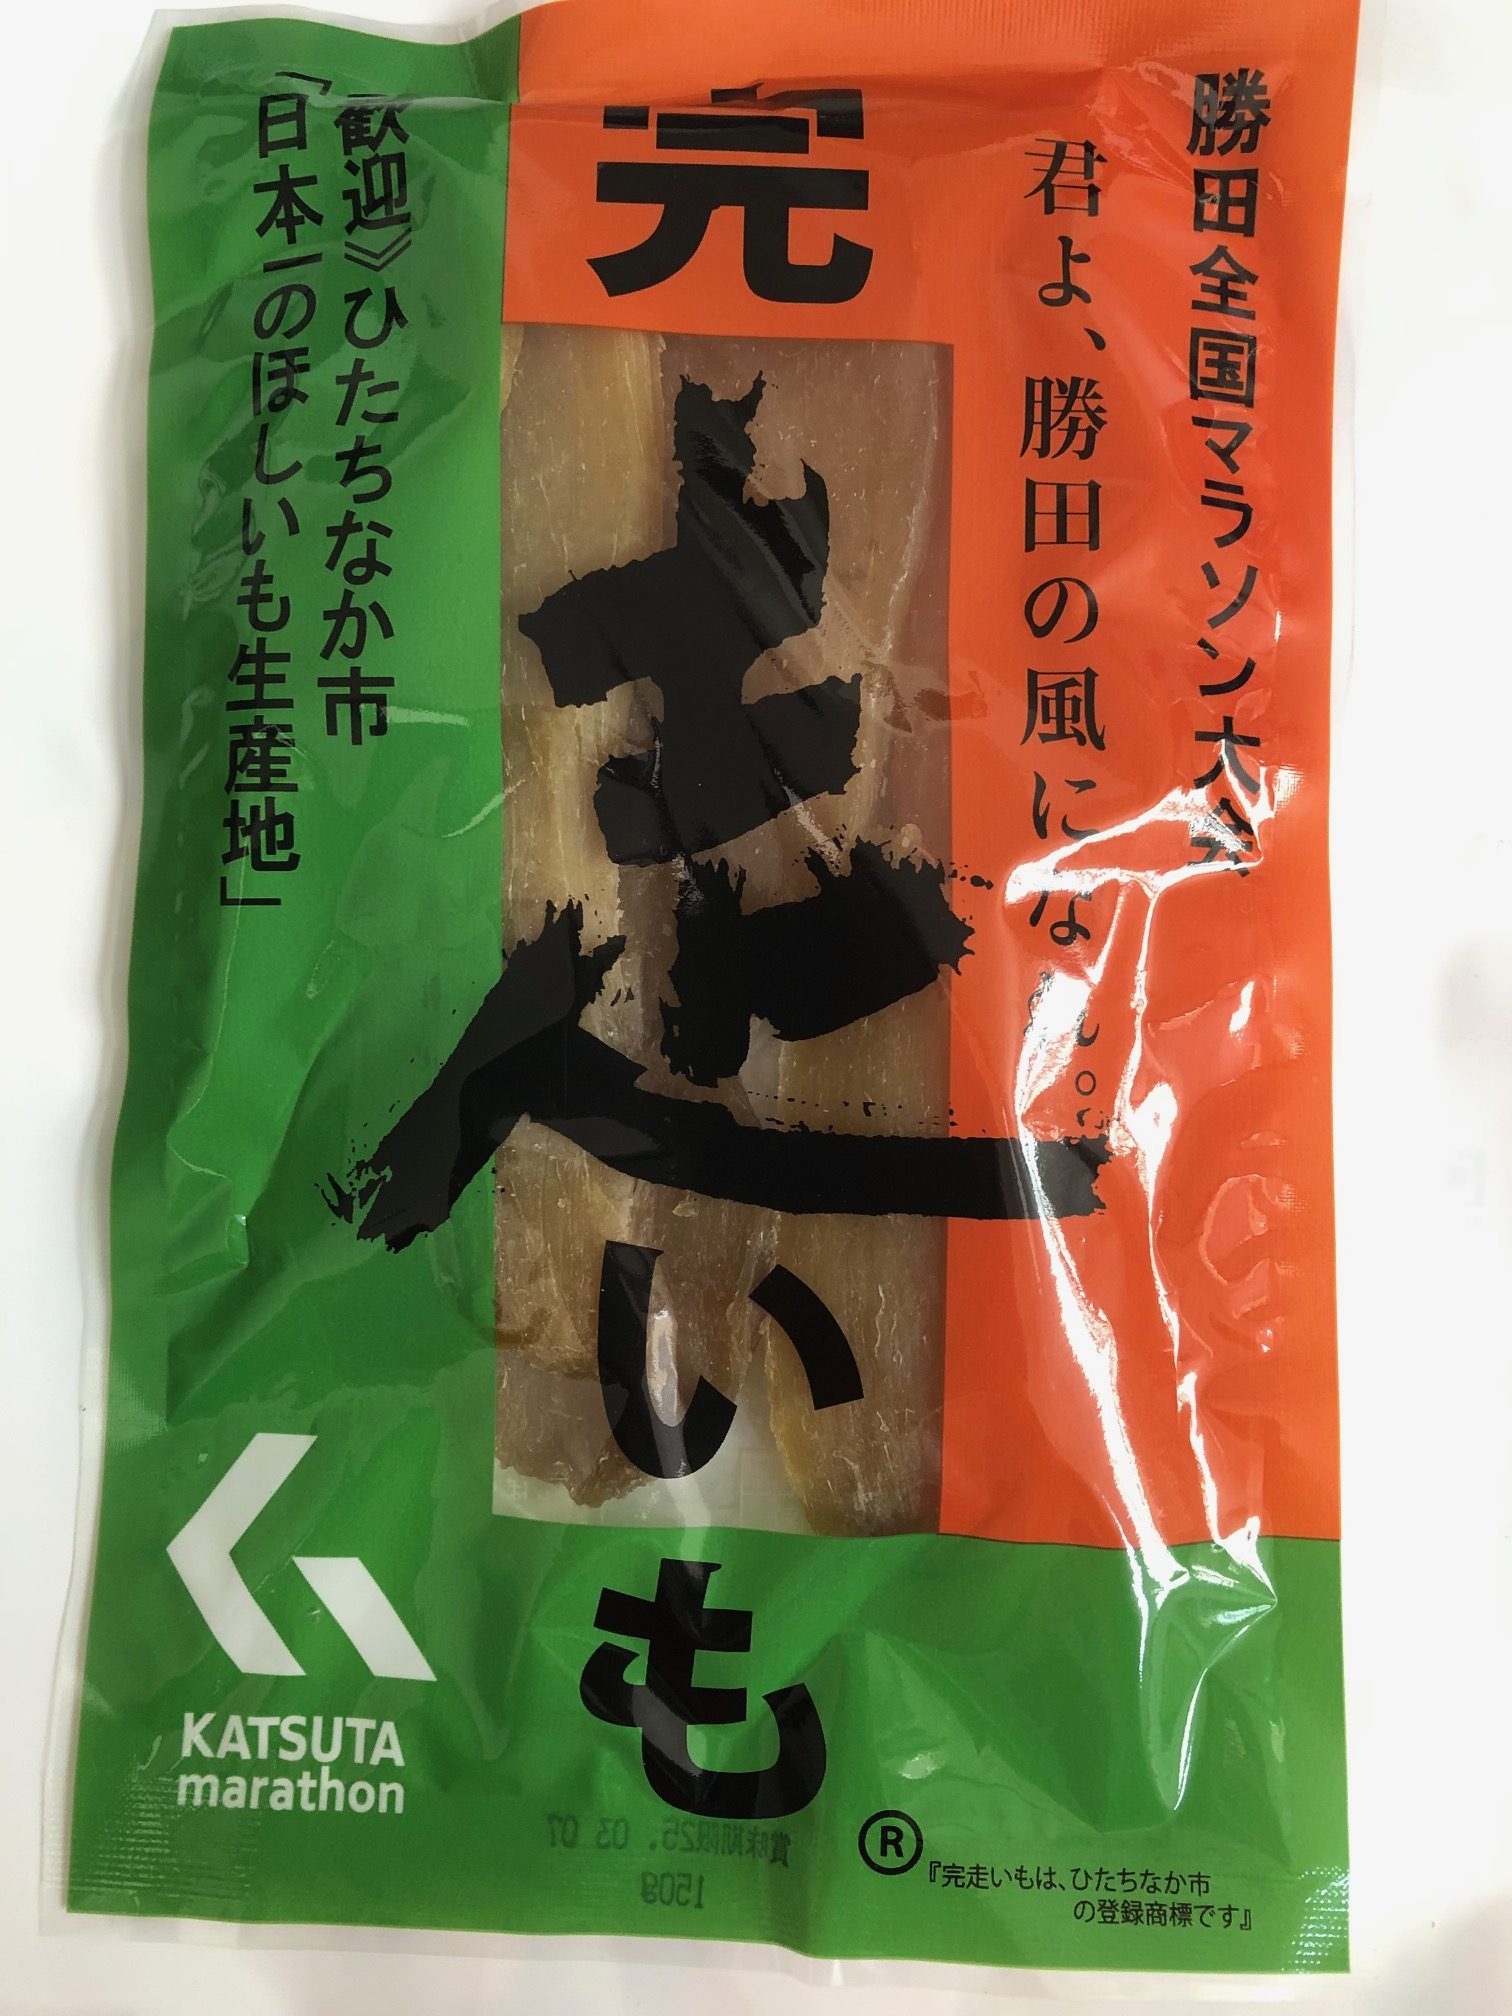 勝田全国マラソン大会
君よ、勝田の風になれ。
完走いも
《歓迎》ひたちなか市
「日本一のほしいも生産地」
KATSUTA
marathon
®
『完走いもは、ひたちなか市
の登録商標です』
賞味期限25. 03 07
150g